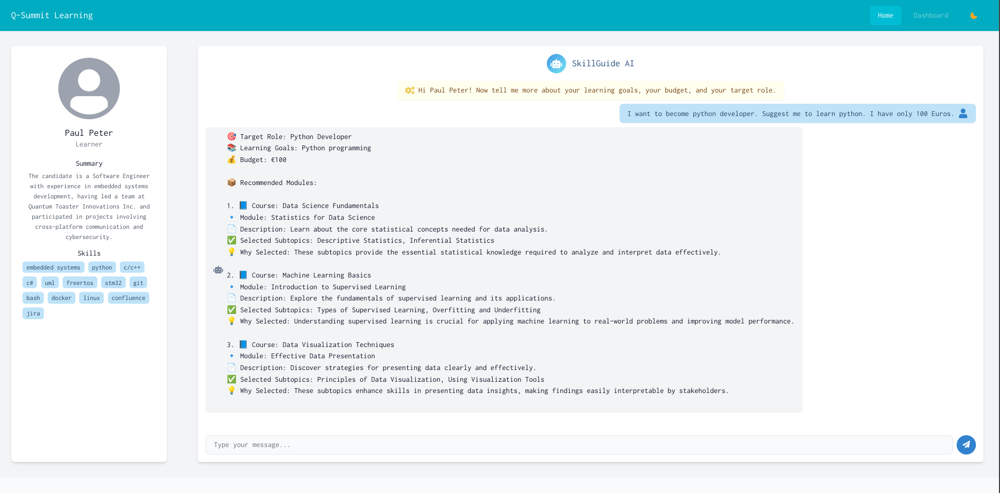 Q-Summit Learning
Home
Dashboard
Paul Peter
Learner
Summary
The candidate is a Software Engineer
with experience in embedded systems
development, having led a team at
Quantum Toaster Innovations Inc. and
participated in projects involving
cross-platform communication and
cybersecurity.
Skills
embedded systems python c/c++
c# uml freertos stm32 git
bash docker linux confluence
jira
SkillGuide AI
Hi Paul Peter! Now tell me more about your learning goals, your budget, and your target role.
I want to become python developer. Suggest me to learn python. I have only 100 Euros.
🎯 Target Role: Python Developer
📚 Learning Goals: Python programming
💰 Budget: €100
📦 Recommended Modules:
1. 📘 Course: Data Science Fundamentals
🔹 Module: Statistics for Data Science
📄 Description: Learn about the core statistical concepts needed for data analysis.
✅ Selected Subtopics: Descriptive Statistics, Inferential Statistics
💡 Why Selected: These subtopics provide the essential statistical knowledge required to analyze and interpret data effectively.
2. 📘 Course: Machine Learning Basics
🔹 Module: Introduction to Supervised Learning
📄 Description: Explore the fundamentals of supervised learning and its applications.
✅ Selected Subtopics: Types of Supervised Learning, Overfitting and Underfitting
💡 Why Selected: Understanding supervised learning is crucial for applying machine learning to real-world problems and improving model performance.
3. 📘 Course: Data Visualization Techniques
🔹 Module: Effective Data Presentation
📄 Description: Discover strategies for presenting data clearly and effectively.
✅ Selected Subtopics: Principles of Data Visualization, Using Visualization Tools
💡 Why Selected: These subtopics enhance skills in presenting data insights, making findings easily interpretable by stakeholders.
Type your message...